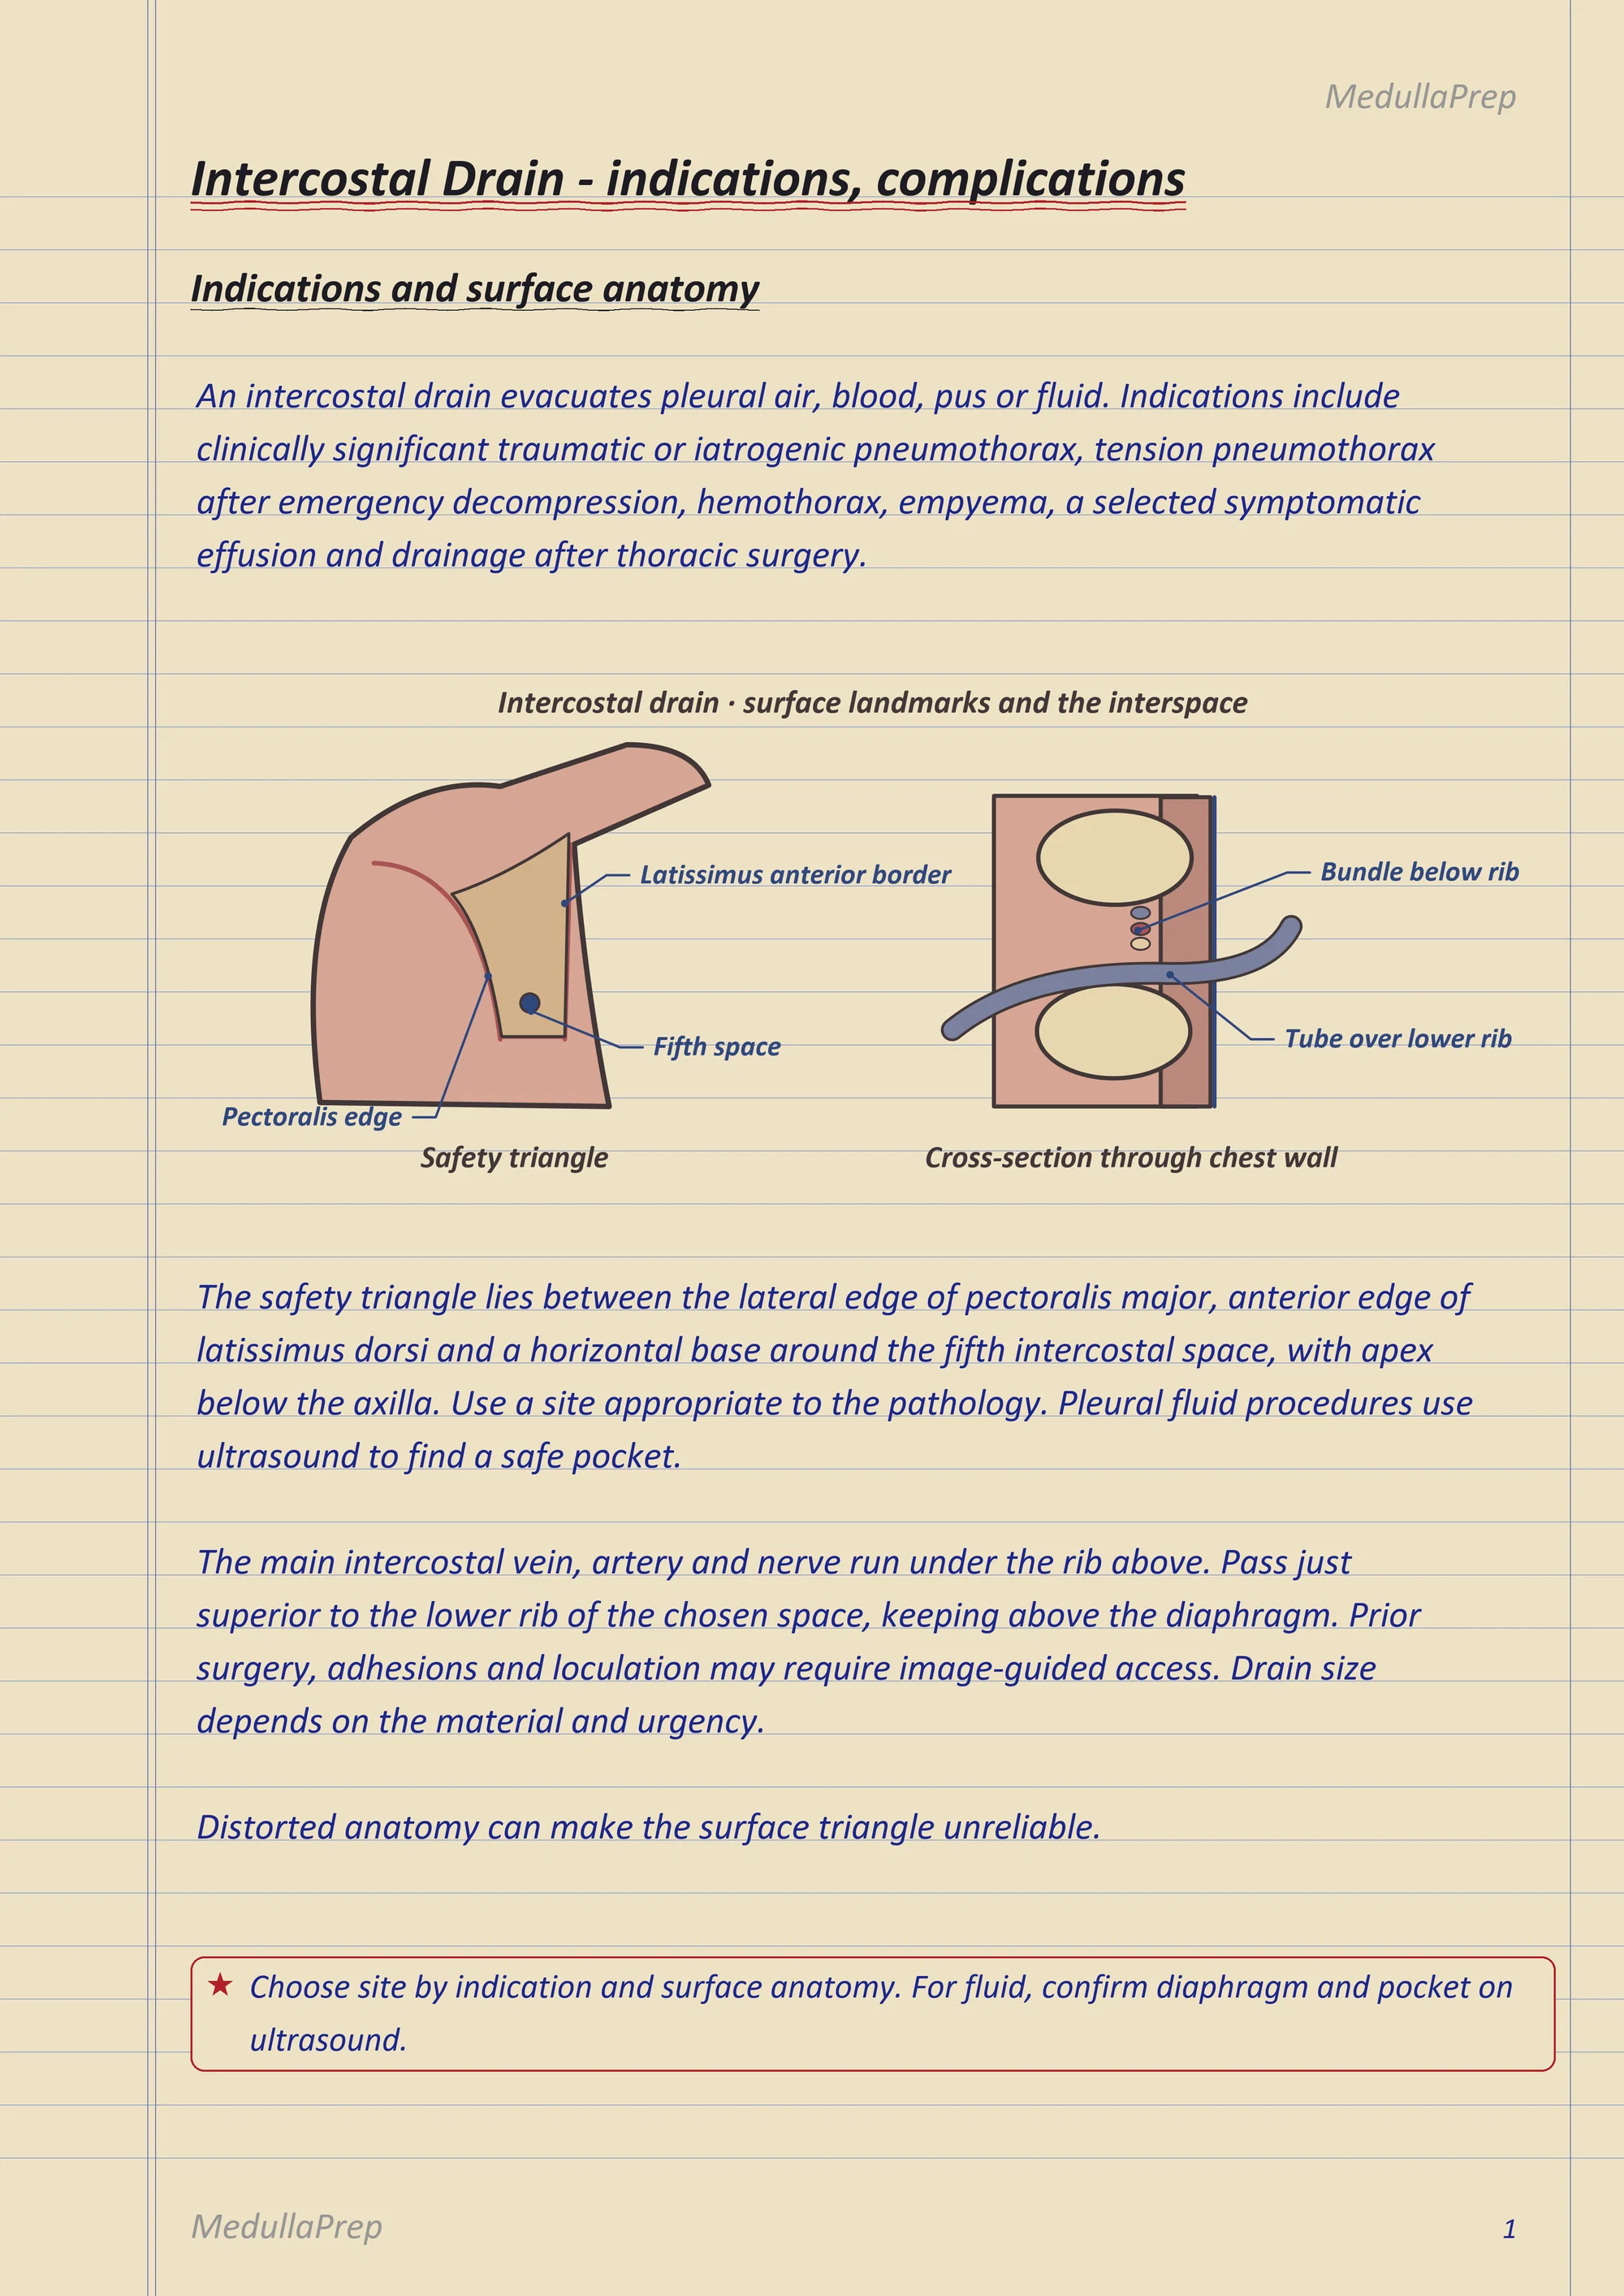 MedullaPrep
Intercostal Drain - indications, complications
Indications and surface anatomy
An intercostal drain evacuates pleural air, blood, pus or fluid. Indications include
clinically significant traumatic or iatrogenic pneumothorax, tension pneumothorax
after emergency decompression, hemothorax, empyema, a selected symptomatic
effusion and drainage after thoracic surgery.
Intercostal drain · surface landmarks and the interspace
Latissimus anterior border
Bundle below rib
Fifth space
Tube over lower rib
Pectoralis edge
Safety triangle
Cross-section through chest wall
The safety triangle lies between the lateral edge of pectoralis major, anterior edge of
latissimus dorsi and a horizontal base around the fifth intercostal space, with apex
below the axilla. Use a site appropriate to the pathology. Pleural fluid procedures use
ultrasound to find a safe pocket.
The main intercostal vein, artery and nerve run under the rib above. Pass just
superior to the lower rib of the chosen space, keeping above the diaphragm. Prior
surgery, adhesions and loculation may require image-guided access. Drain size
depends on the material and urgency.
Distorted anatomy can make the surface triangle unreliable.
★ Choose site by indication and surface anatomy. For fluid, confirm diaphragm and pocket on
ultrasound.
MedullaPrep
1